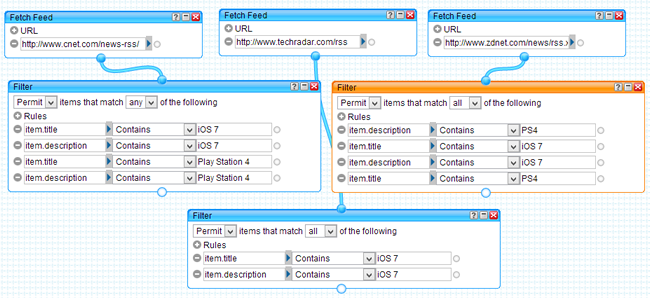 Fetch Feed
URL
http://www.cnet.com/news-rss/
Fetch Feed
URL
http://www.techradar.com/rss
Fetch Feed
URL
http://www.zdnet.com/news/rss.x
Filter
Permit items that match any of the following
Rules
item.title Contains iOS 7
item.description Contains iOS 7
item.title Contains Play Station 4
item.description Contains Play Station 4
Filter
Permit items that match all of the following
Rules
item.description Contains PS4
item.title Contains iOS 7
item.description Contains iOS 7
item.title Contains PS4
Filter
Permit items that match all of the following
Rules
item.title Contains iOS 7
item.description Contains iOS 7